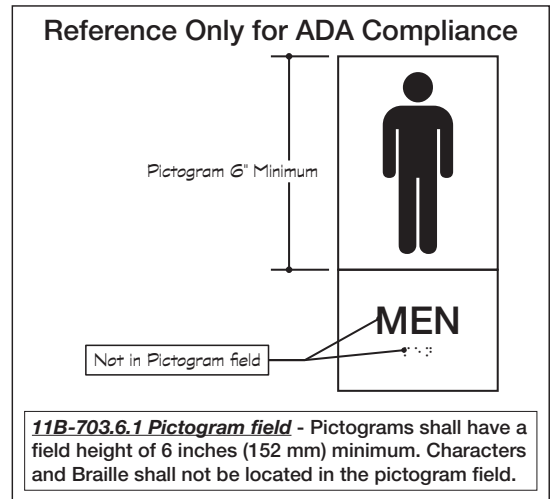 Reference Only for ADA Compliance
Pictogram 6" Minimum
MEN
Not in Pictogram field
11B-703.6.1 Pictogram field - Pictograms shall have a
field height of 6 inches (152 mm) minimum. Characters
and Braille shall not be located in the pictogram field.